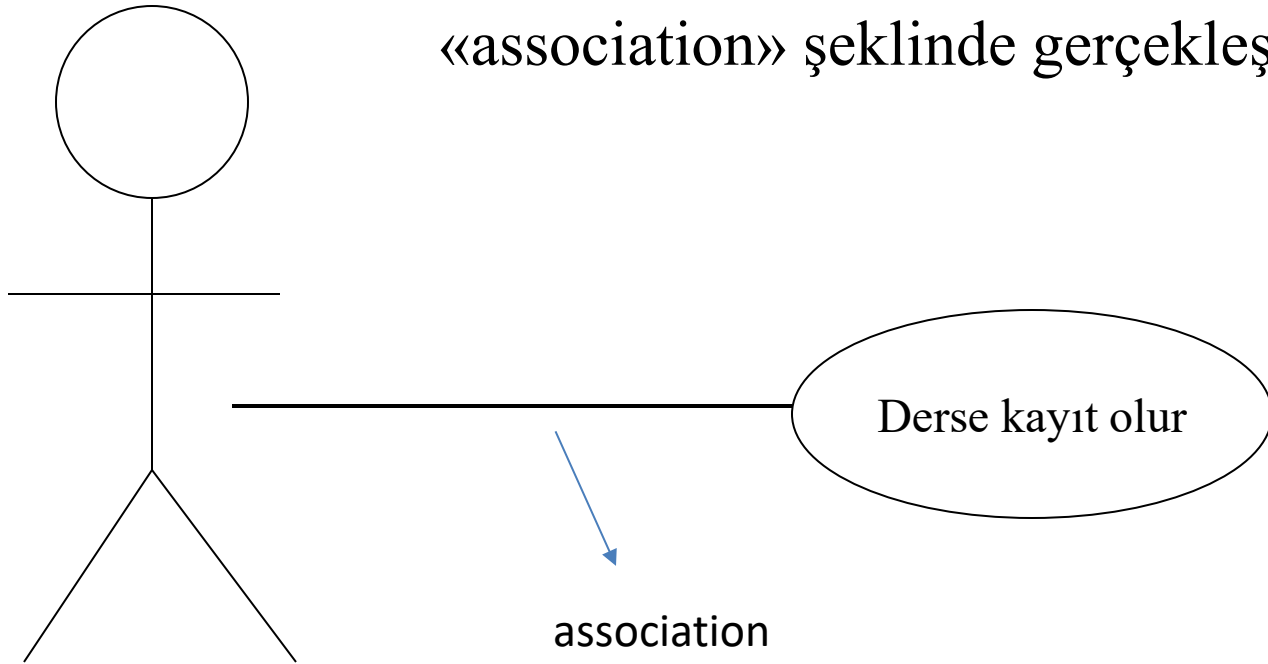 «association» şeklinde gerçekleş
Derse kayıt olur
association